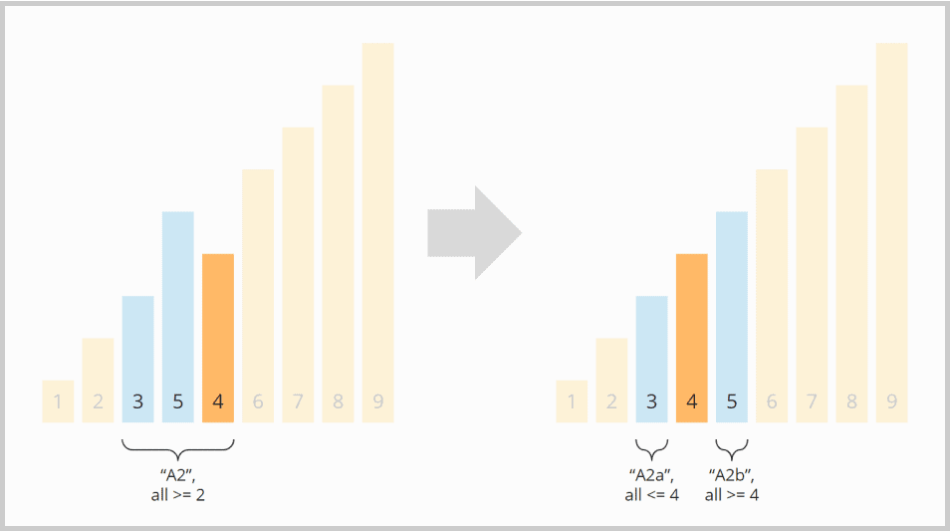 1 2 3 5 4 6 7 8 9
“A2”,
all >= 2
1 2 3 4 5 6 7 8 9
“A2a”,
all <= 4
“A2b”,
all >= 4